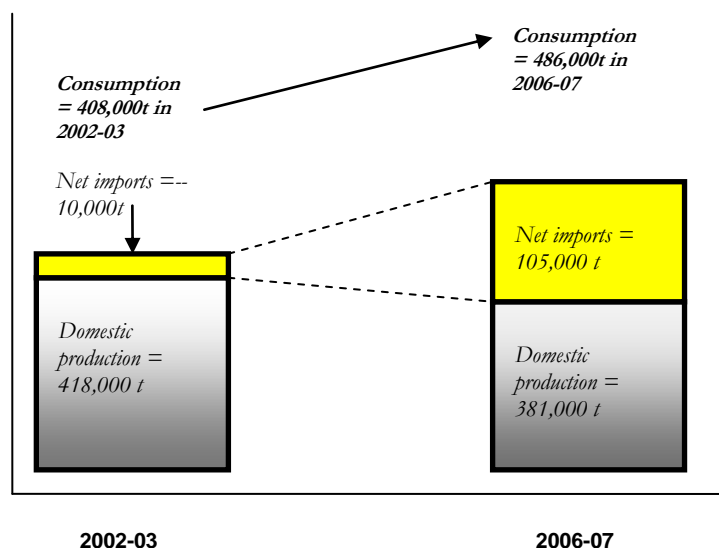 Consumption
= 486,000t in
2006-07
Consumption
= 408,000t in
2002-03
Net imports =--
10,000t
Net imports =
105,000 t
Domestic
production =
418,000 t
Domestic
production =
381,000 t
2002-03
2006-07